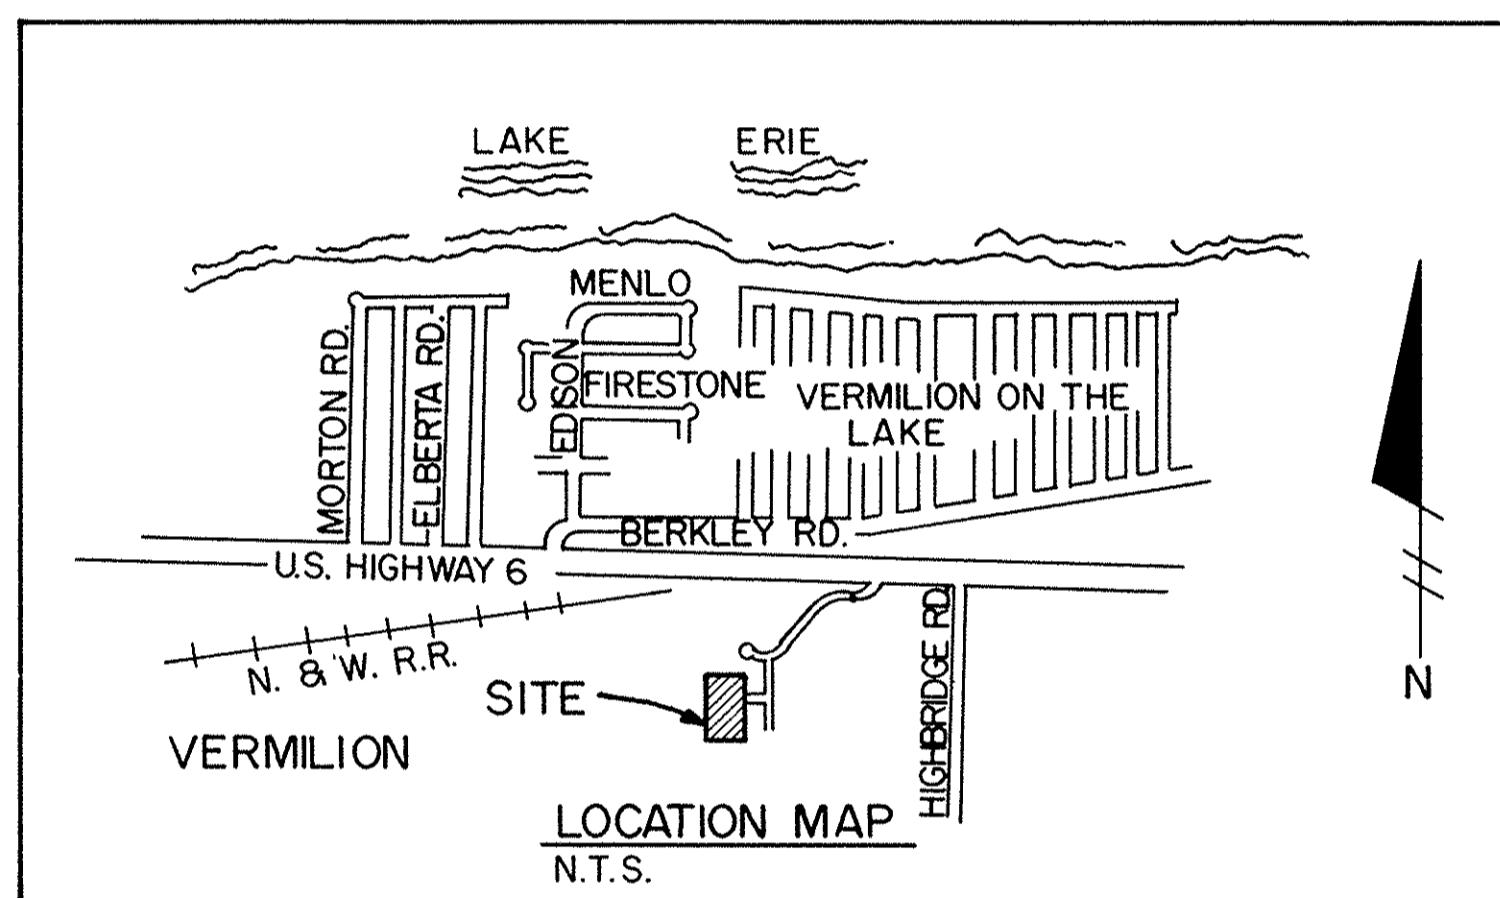 LAKE ERIE
MENLO
MORTON RD.
ELBERTA RD.
EDISON
FIRESTONE
VERMILION ON THE
LAKE
BERKLEY RD.
U.S. HIGHWAY 6
N. & W. R.R.
HIGHBRIDGE RD.
SITE
N
VERMILION
LOCATION MAP
N.T.S.